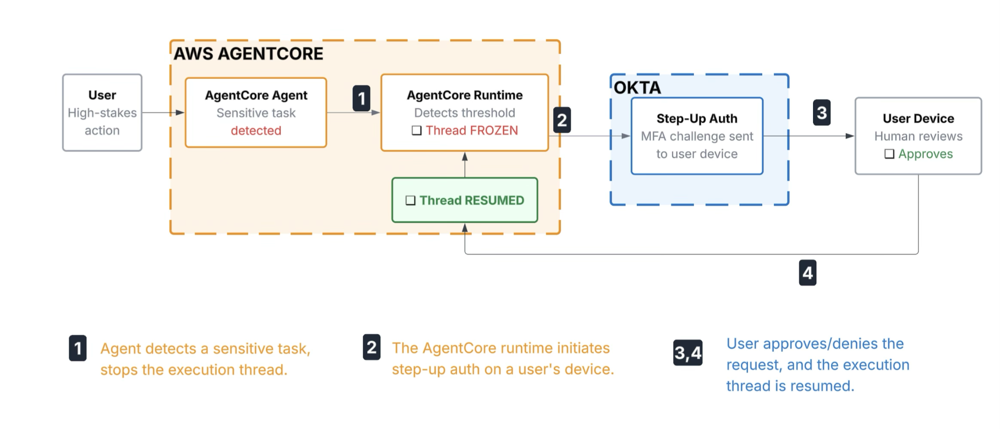 AWS AGENTCORE
User
High-stakes
action
AgentCore Agent
Sensitive task
detected
1
AgentCore Runtime
Detects threshold
❑ Thread FROZEN
❑ Thread RESUMED
2
OKTA
Step-Up Auth
MFA challenge sent
to user device
3
User Device
Human reviews
❑ Approves
4
1
Agent detects a sensitive task,
stops the execution thread.
2
The AgentCore runtime initiates
step-up auth on a user's device.
3,4
User approves/denies the
request, and the execution
thread is resumed.